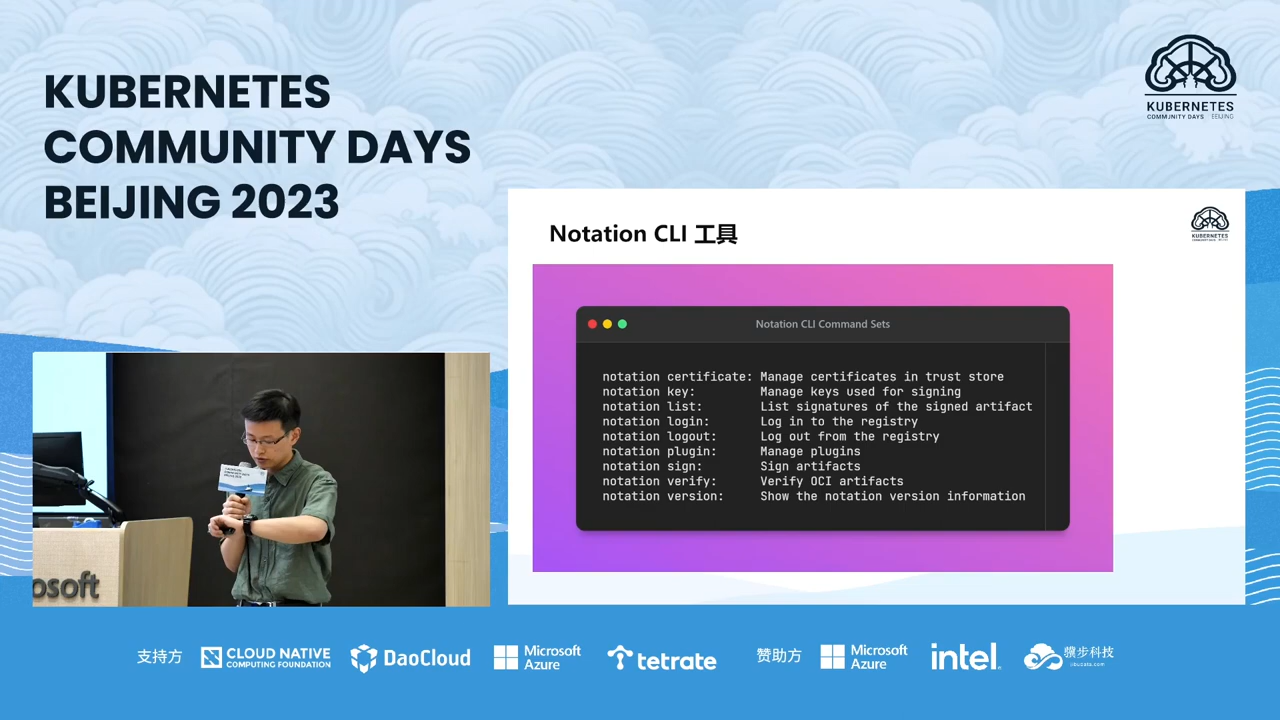 KUBERNETES
COMMUNITY DAYS
BEIJING 2023
KUBERNETES
COMMUNITY DAYS BEIJING
Notation CLI 工具
KUBERNETES
Notation CLI Command Sets
notation certificate: Manage certificates in trust store
notation key: Manage keys used for signing
notation list: List signatures of the signed artifact
notation login: Log in to the registry
notation logout: Log out from the registry
notation plugin: Manage plugins
notation sign: Sign artifacts
notation verify: Verify OCI artifacts
notation version: Show the notation version information
osoft
支持方
CLOUD NATIVE
COMPUTING FOUNDATION
DaoCloud
Microsoft
Azure
tetrate
赞助方
Microsoft
Azure
intel.
骥步科技
jibudata.com